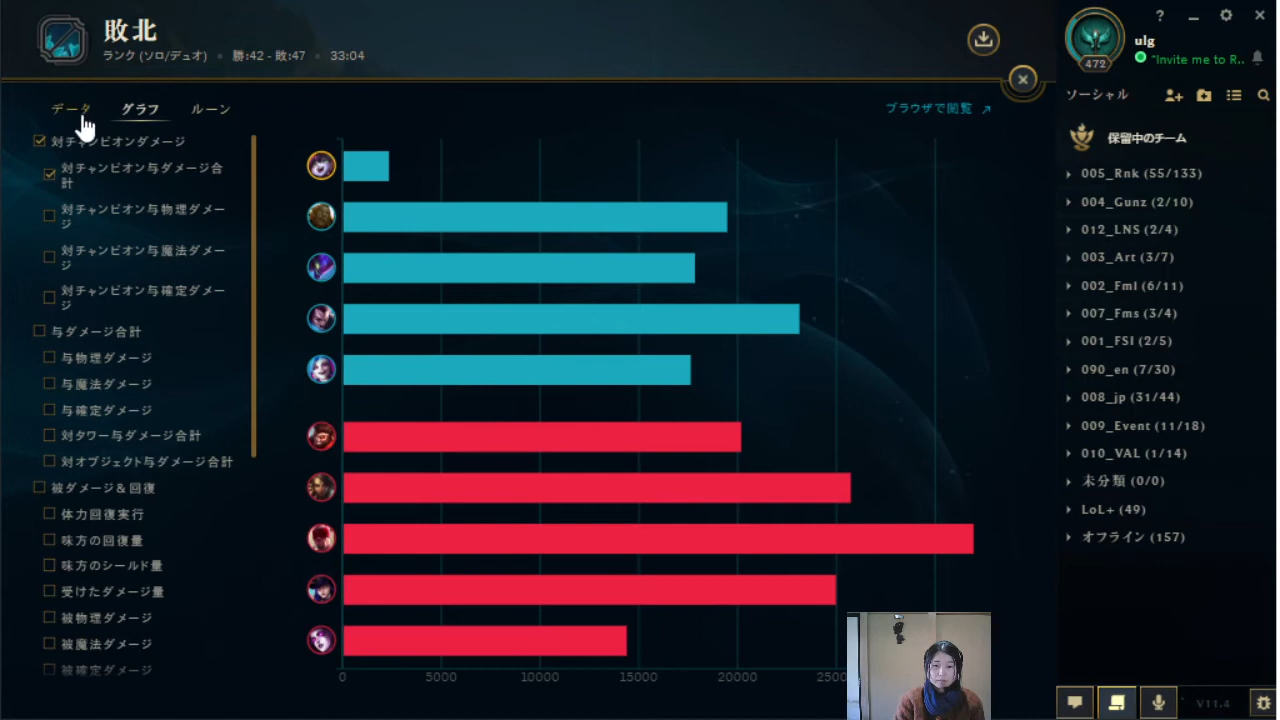 敗北
ランク (ソロ/デュオ) • 勝:42 - 敗:47 • 33:04
データ グラフ ルーン
ブラウザで閲覧
対チャンピオンダメージ
対チャンピオン与ダメージ合
計
対チャンピオン与物理ダメー
ジ
対チャンピオン与魔法ダメー
ジ
対チャンピオン与確定ダメー
ジ
与ダメージ合計
与物理ダメージ
与魔法ダメージ
与確定ダメージ
対タワー与ダメージ合計
対オブジェクト与ダメージ合計
被ダメージ＆回復
体力回復実行
味方の回復量
味方のシールド量
受けたダメージ量
被物理ダメージ
被魔法ダメージ
被確定ダメージ
0 5000 10000 15000 20000 2500
?
472
ulg
"Invite me to R..
ソーシャル
保留中のチーム
005_Rnk (55/133)
004_Gunz (2/10)
012_LNS (2/4)
003_Art (3/7)
002_Fml (6/11)
007_Fms (3/4)
001_FSI (2/5)
090_en (7/30)
008_jp (31/44)
009_Event (11/18)
010_VAL (1/14)
未分類 (0/0)
LoL+ (49)
オフライン (157)
V11.4